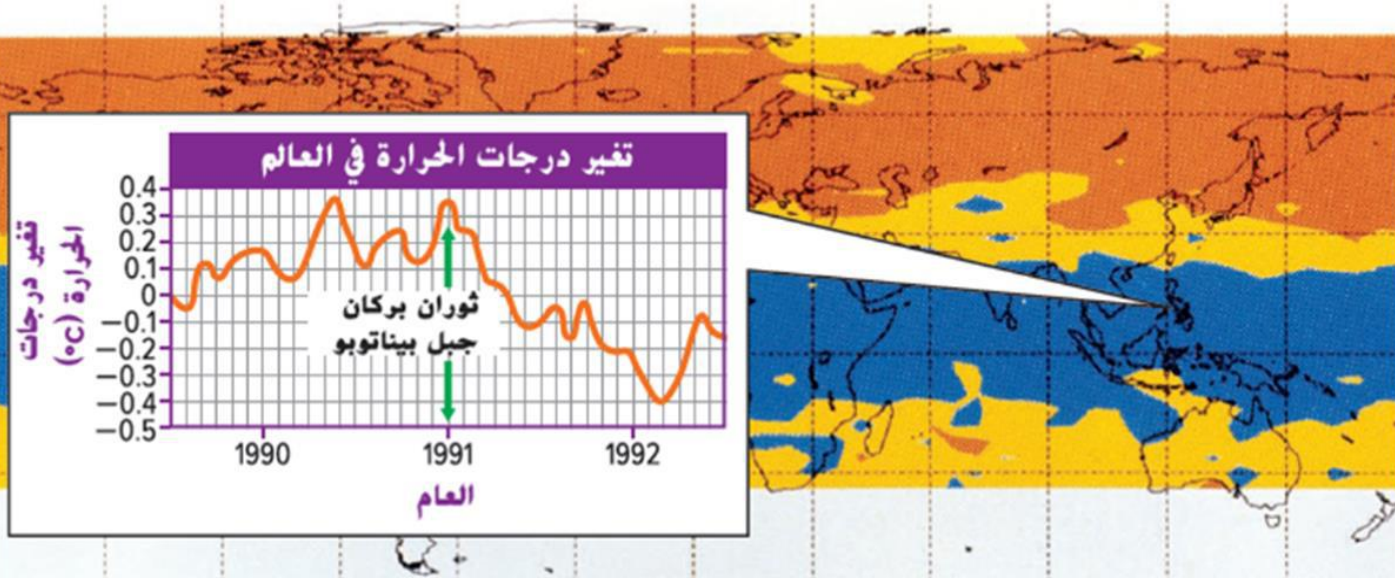 تغير درجات الحرارة في العالم
تغير درجات
الحرارة (°C)
0.4
0.3
0.2
0.1
0
−0.1
−0.2
−0.3
−0.4
−0.5
ثوران بركان
جبل بيناتوبو
1990 1991 1992
العام